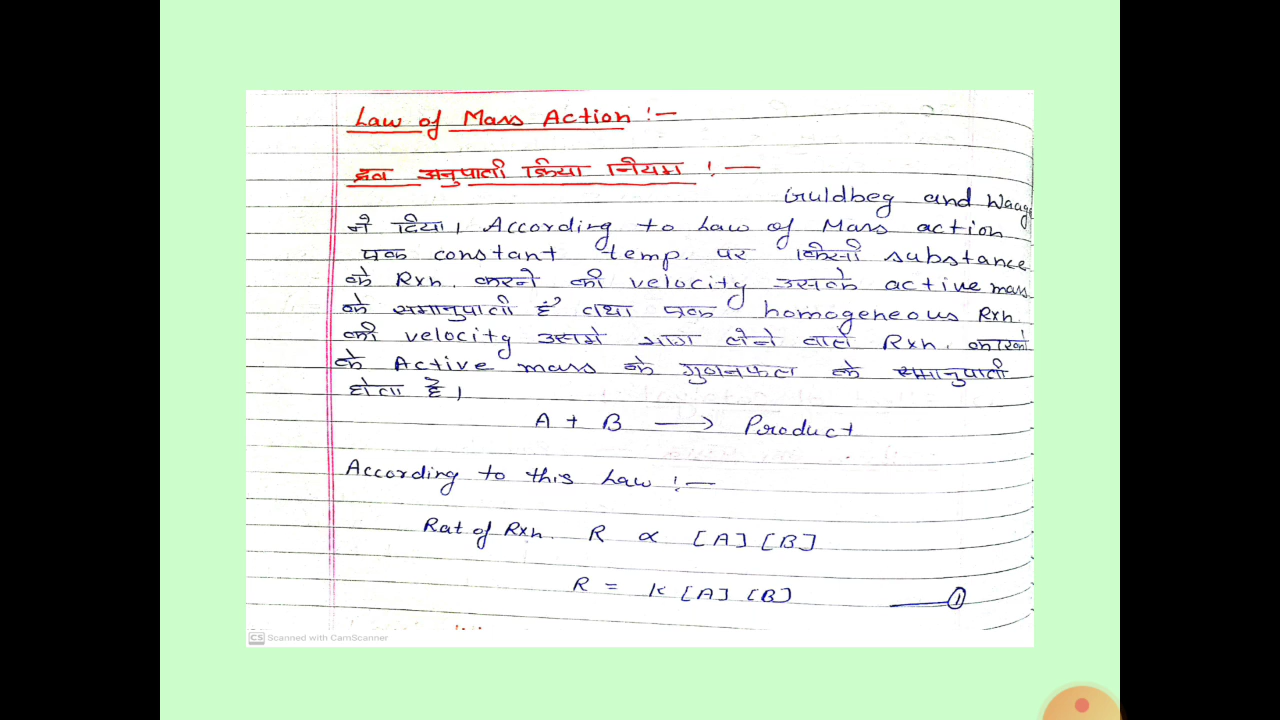 Law of Mass Action :-
द्रव्य अनुपाती क्रिया नियम :-
Guldbeg and Waage
ने दिया। According to Law of Mass action
एक constant temp. पर किसी substance
के Rxn. करने की velocity उसके active mass
के समानुपाती है तथा एक homogeneous Rxn
की velocity उसमे भाग लेने वाले Rxn. कारको
के Active mass के गुणनफल के समानुपाती
होता है।
A + B ⟶ Product
According to this Law :-
Rat of Rxn. R ∝ [A] [B]
R = K [A] [B] —— ①
CS Scanned with CamScanner